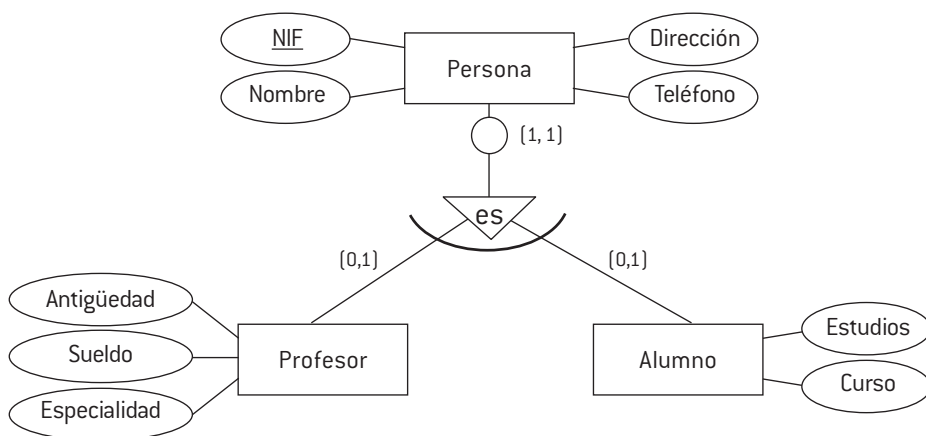 NIF
Dirección
Persona
Nombre
Teléfono
(1, 1)
es
(0,1)
(0,1)
Antigüedad
Estudios
Sueldo
Profesor
Alumno
Curso
Especialidad